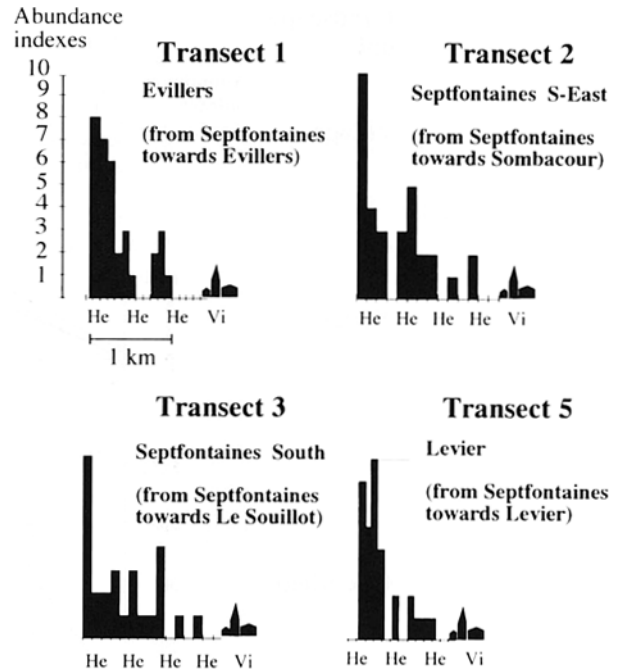 Abundance
indexes
Transect 1
Evillers
(from Septfontaines
towards Evillers)
10
9
8
7
6
5
4
3
2
1
He He He Vi
1 km
Transect 2
Septfontaines S-East
(from Septfontaines
towards Sombacour)
He He He He Vi
Transect 3
Septfontaines South
(from Septfontaines
towards Le Souillot)
He He He He Vi
Transect 5
Levier
(from Septfontaines
towards Levier)
He He He Vi